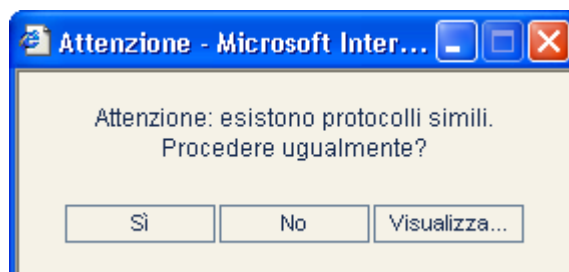 Attenzione - Microsoft Inter...
Attenzione: esistono protocolli simili.
Procedere ugualmente?
Sì No Visualizza...